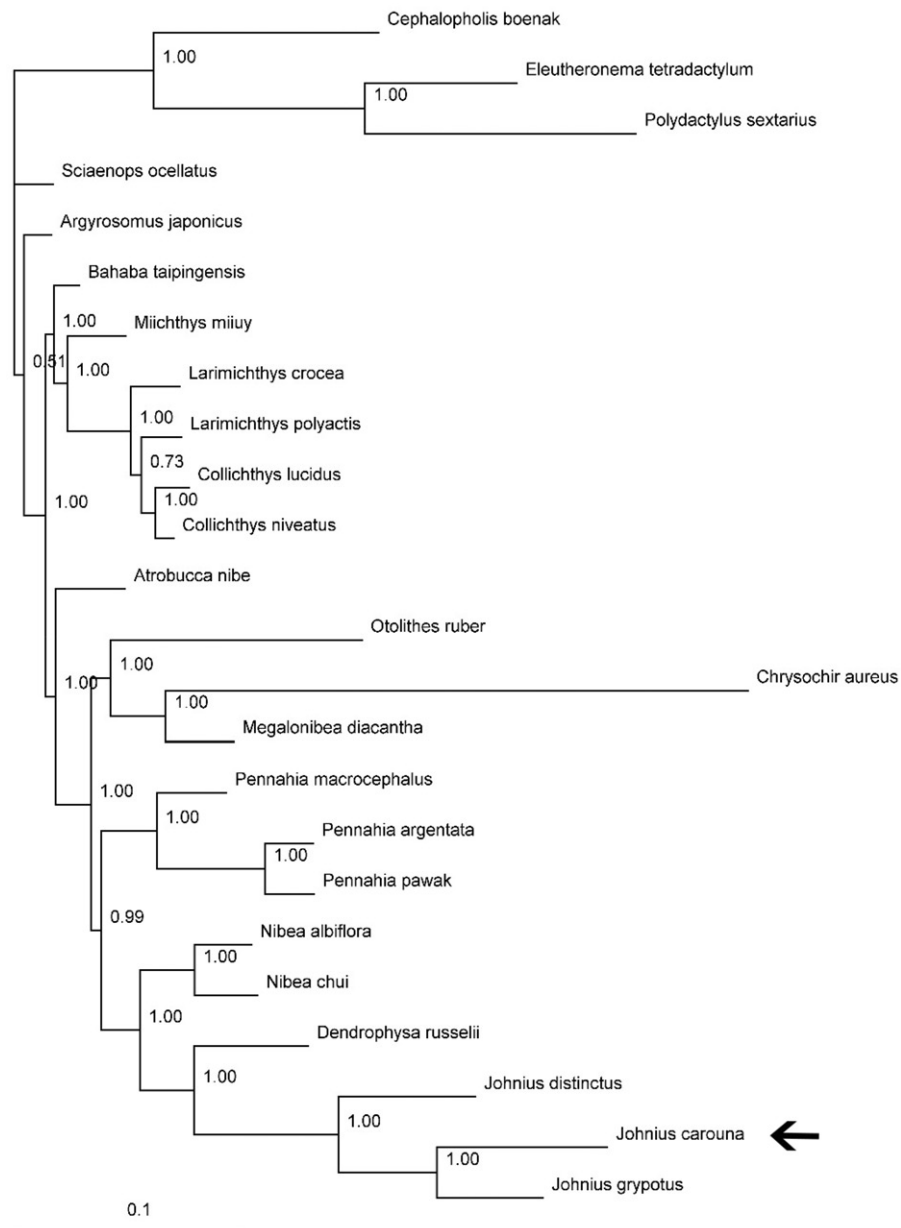 Cephalopholis boenak
1.00
Eleutheronema tetradactylum
1.00
Polydactylus sextarius
Sciaenops ocellatus
Argyrosomus japonicus
Bahaba taipingensis
1.00
Miichthys miiuy
0.51
1.00
Larimichthys crocea
1.00
Larimichthys polyactis
0.73
Collichthys lucidus
1.00
1.00
Collichthys niveatus
Atrobucca nibe
Otolithes ruber
1.00
Chrysochir aureus
1.00
1.00
Megalonibea diacantha
Pennahia macrocephalus
1.00
1.00
Pennahia argentata
1.00
Pennahia pawak
0.99
Nibea albiflora
1.00
Nibea chui
1.00
Dendrophysa russelii
1.00
Johnius distinctus
1.00
Johnius carouna
1.00
Johnius grypotus
0.1